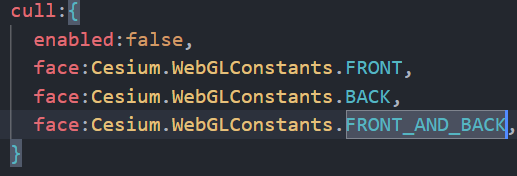 cull:{
enabled:false,
face:Cesium.WebGLConstants.FRONT,
face:Cesium.WebGLConstants.BACK,
face:Cesium.WebGLConstants.FRONT_AND_BACK,
}